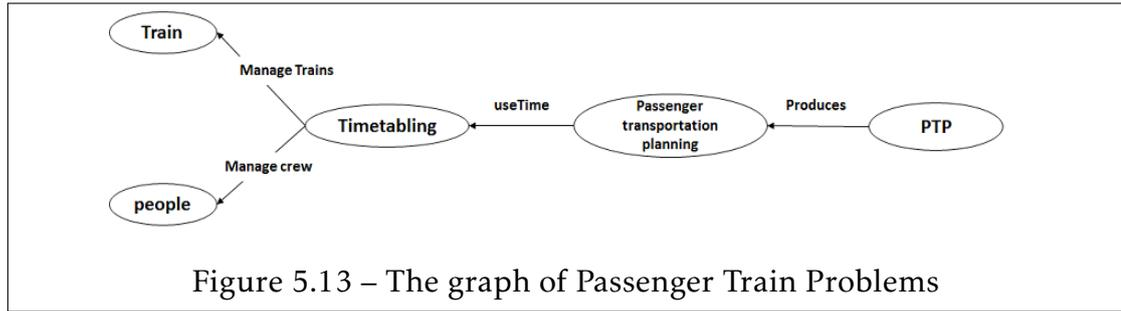 Train
Manage Trains
Timetabling
useTime
Passenger
transportation
planning
Produces
PTP
Manage crew
people
Figure 5.13 – The graph of Passenger Train Problems